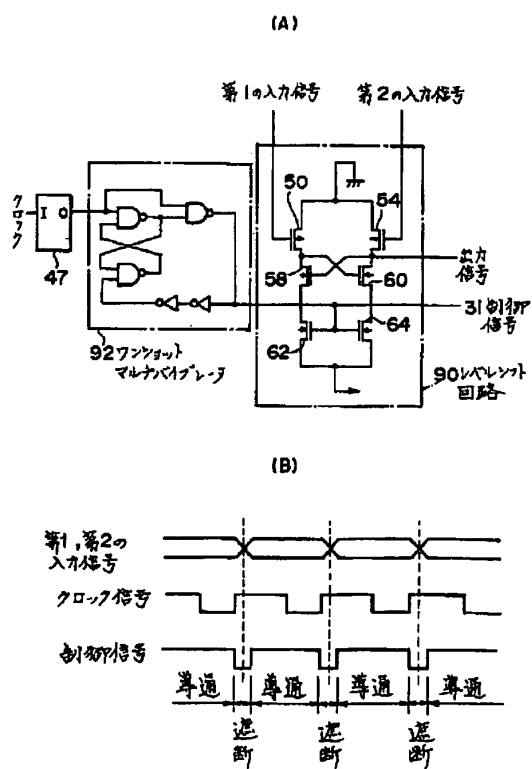 (A)
第1の入力信号
第2の入力信号
クロック
I O
47
50
54
58
60
62
64
出力
信号
31制御
信号
92ワンショット
マルチバイブレータ
90レベルシフト
回路
(B)
第1,第2の
入力信号
クロック信号
制御信号
導通
導通
導通
導通
遮断
遮断
遮断